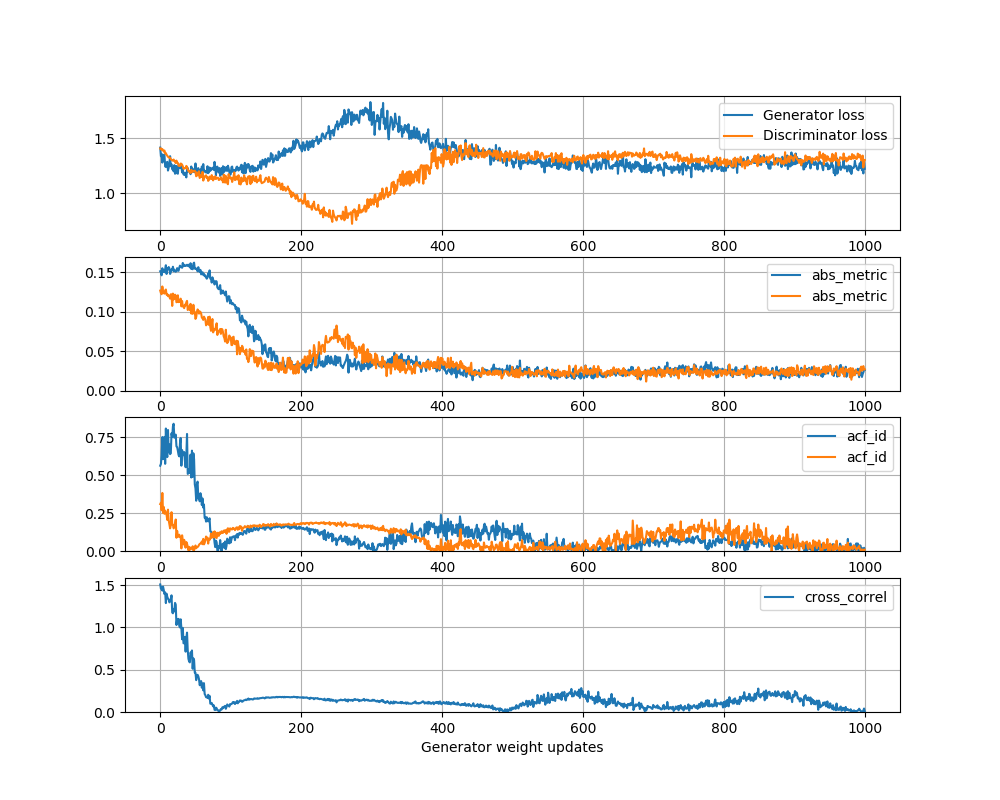 Generator loss
Discriminator loss
1.5
1.0
0 200 400 600 800 1000
abs_metric
abs_metric
0.15
0.10
0.05
0.00
0 200 400 600 800 1000
acf_id
acf_id
0.75
0.50
0.25
0.00
0 200 400 600 800 1000
cross_correl
1.5
1.0
0.5
0.0
0 200 400 600 800 1000
Generator weight updates